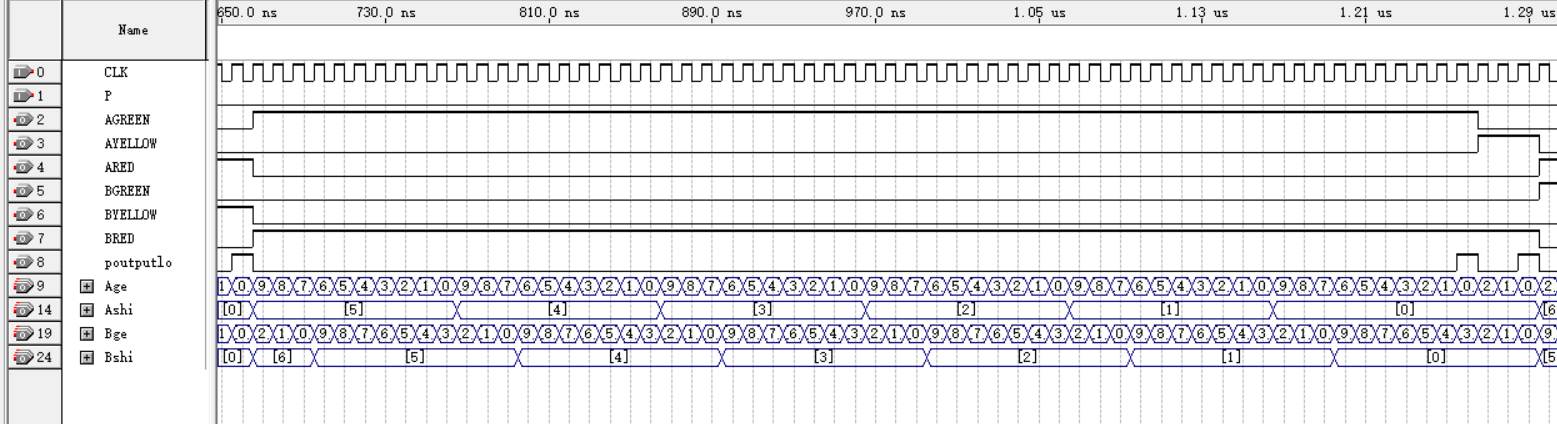 Name
650.0 ns 730.0 ns 810.0 ns 890.0 ns 970.0 ns 1.05 us 1.13 us 1.21 us 1.29 us
0 CLK
1 P
2 AGREEN
3 AYELLOW
4 ARED
5 BGREEN
6 BYELLOW
7 BRED
8 poutputlo
9 Age 1 0 9 8 7 6 5 4 3 2 1 0 9 8 7 6 5 4 3 2 1 0 9 8 7 6 5 4 3 2 1 0 9 8 7 6 5 4 3 2 1 0 9 8 7 6 5 4 3 2 1 0 9 8 7 6 5 4 3 2 1 0 2 1 0 2
14 Ashi [0] [5] [4] [3] [2] [1] [0] [6
19 Bge 1 0 2 1 0 9 8 7 6 5 4 3 2 1 0 9 8 7 6 5 4 3 2 1 0 9 8 7 6 5 4 3 2 1 0 9 8 7 6 5 4 3 2 1 0 9 8 7 6 5 4 3 2 1 0 9 8 7 6 5 4 3 2 1 0 9
24 Bshi [0] [6] [5] [4] [3] [2] [1] [0] [5